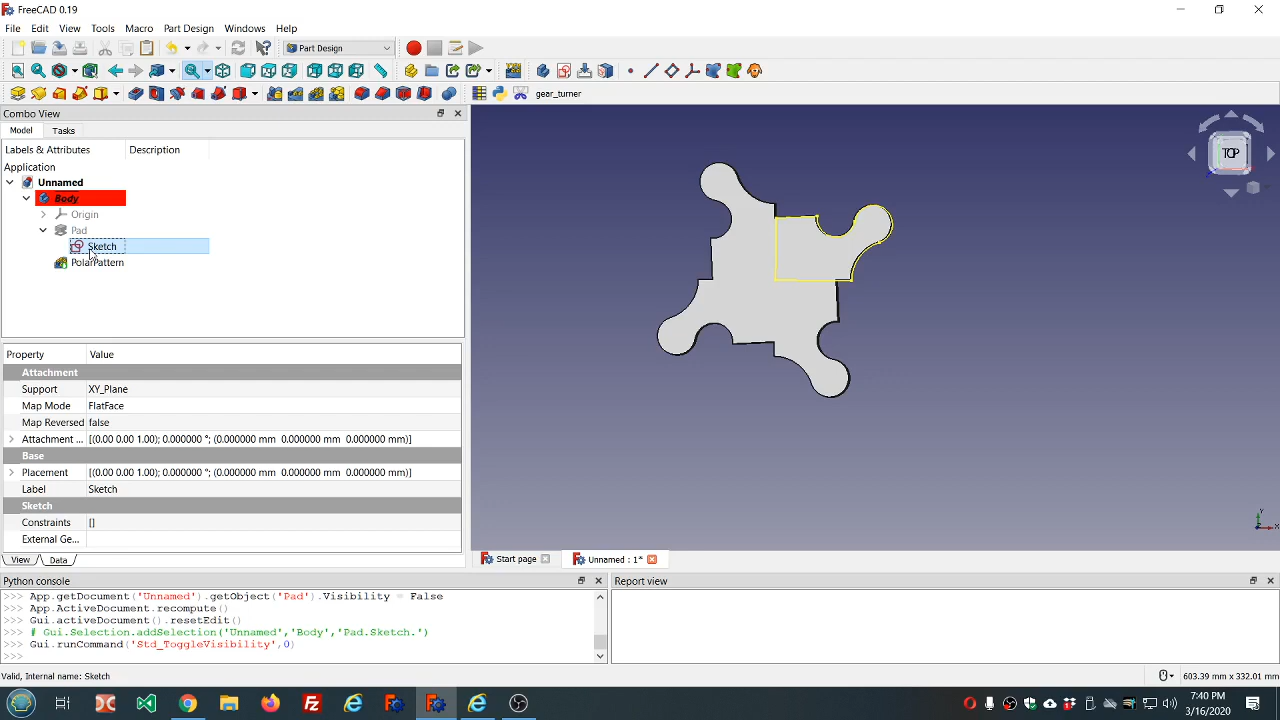 FreeCAD 0.19
File Edit View Tools Macro Part Design Windows Help
Part Design
gear_turner
Combo View
Model Tasks
Labels & Attributes Description
Application
Unnamed
Body
Origin
Pad
Sketch
PolarPattern
TOP
Property Value
Attachment
Support XY_Plane
Map Mode FlatFace
Map Reversed false
Attachment ... [(0.00 0.00 1.00); 0.000000 °; (0.000000 mm 0.000000 mm 0.000000 mm)]
Base
Placement [(0.00 0.00 1.00); 0.000000 °; (0.000000 mm 0.000000 mm 0.000000 mm)]
Label Sketch
Sketch
Constraints []
External Ge...
Y
X
View Data
Start page Unnamed : 1*
Python console
>>> App.getDocument('Unnamed').getObject('Pad').Visibility = False
>>> App.ActiveDocument.recompute()
>>> Gui.activeDocument().resetEdit()
>>> # Gui.Selection.addSelection('Unnamed','Body','Pad.Sketch.')
>>> Gui.runCommand('Std_ToggleVisibility',0)
>>>
Report view
Valid, Internal name: Sketch
603.39 mm x 332.01 mm
7:40 PM
3/16/2020